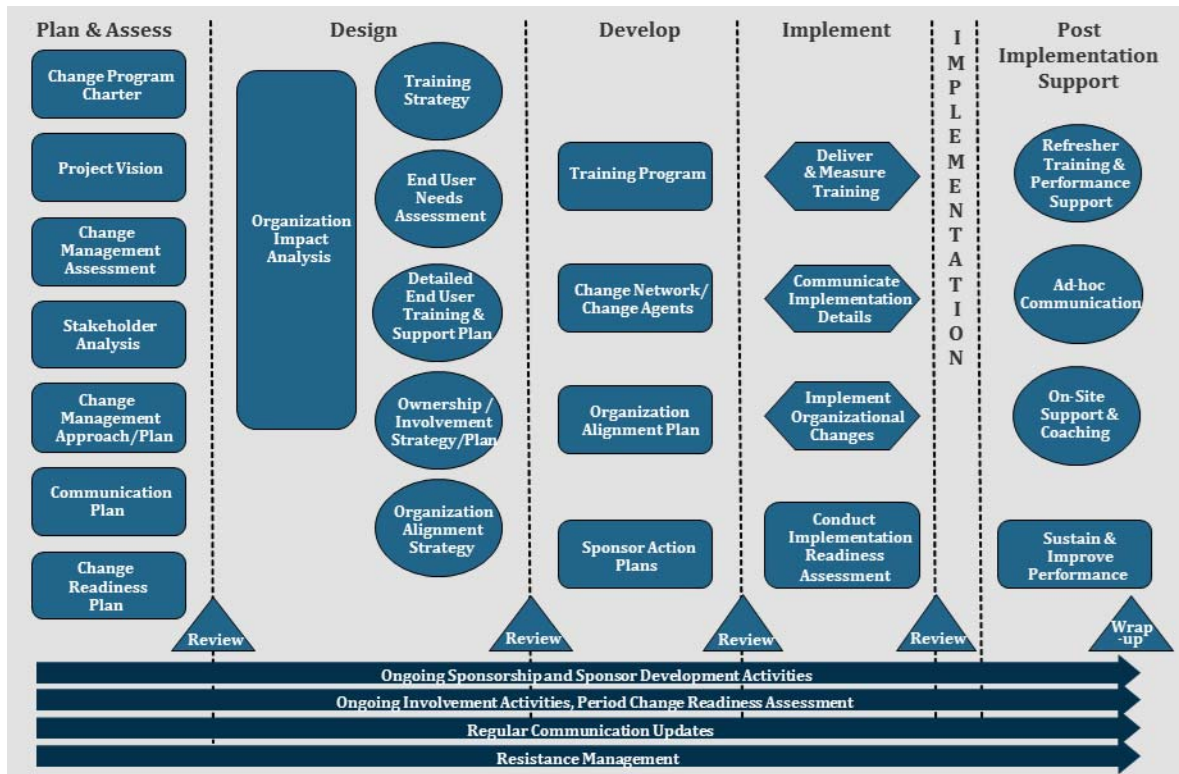 Plan & Assess
Change Program
Charter
Project Vision
Change
Management
Assessment
Stakeholder
Analysis
Change
Management
Approach/Plan
Communication
Plan
Change
Readiness
Plan
Review
Design
Organization
Impact
Analysis
Training
Strategy
End User
Needs
Assessment
Detailed
End User
Training &
Support Plan
Ownership /
Involvement
Strategy/Plan
Organization
Alignment
Strategy
Review
Develop
Training Program
Change Network/
Change Agents
Organization
Alignment Plan
Sponsor Action
Plans
Review
Implement
Deliver
& Measure
Training
Communicate
Implementation
Details
Implement
Organizational
Changes
Conduct
Implementation
Readiness
Assessment
Review
IMPLEMENTATION
Post
Implementation
Support
Refresher
Training &
Performance
Support
Ad-hoc
Communication
On-Site
Support &
Coaching
Sustain &
Improve
Performance
Wrap
-up
Ongoing Sponsorship and Sponsor Development Activities
Ongoing Involvement Activities, Period Change Readiness Assessment
Regular Communication Updates
Resistance Management